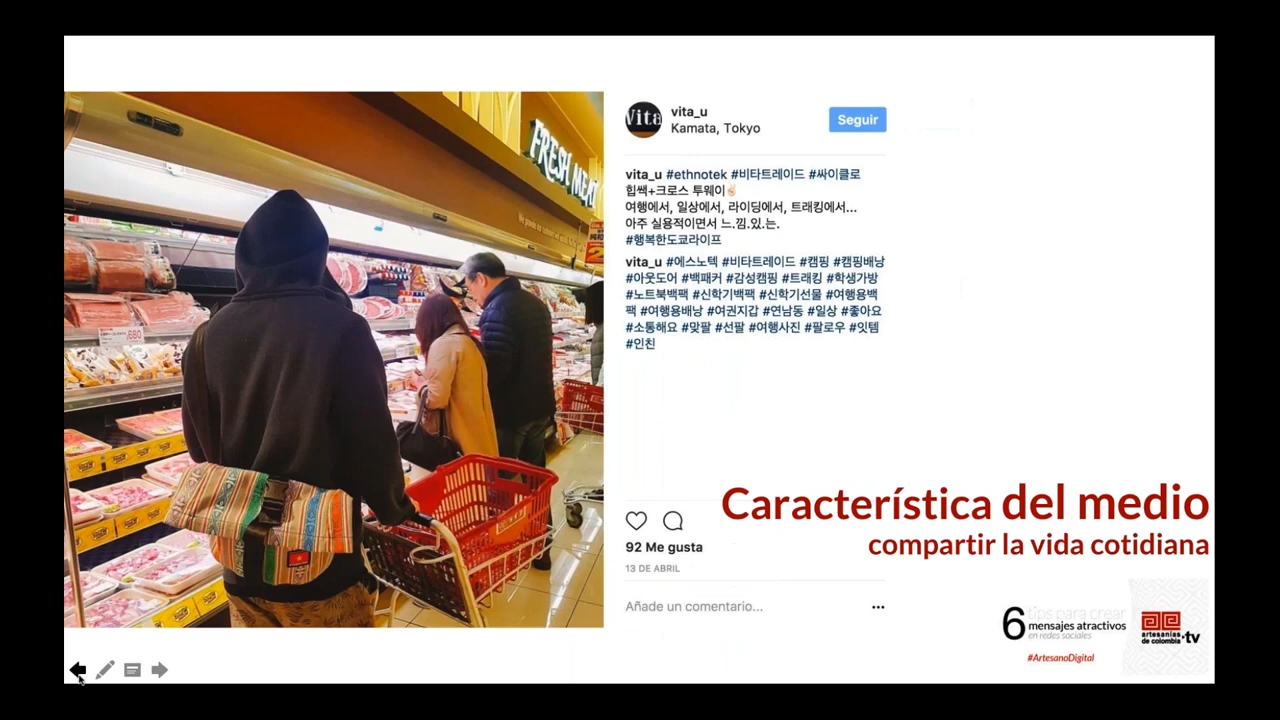 FRESH MEAT
680
Vita
vita_u
Kamata, Tokyo
Seguir
vita_u #ethnotek #비타트레이드 #싸이클로
힙쌕+크로스 투웨이✌🏻
여행에서, 일상에서, 라이딩에서, 트래킹에서...
아주 실용적이면서 느.낌.있.는.
#행복한도쿄라이프
vita_u #에스노텍 #비타트레이드 #캠핑 #캠핑배낭
#아웃도어 #백패커 #감성캠핑 #트래킹 #학생가방
#노트북백팩 #신학기백팩 #신학기선물 #여행용백
팩 #여행용배낭 #여권지갑 #연남동 #일상 #좋아요
#소통해요 #맞팔 #선팔 #여행사진 #팔로우 #잇템
#인친
92 Me gusta
13 DE ABRIL
Añade un comentario...
Característica del medio
compartir la vida cotidiana
6 tips para crear
mensajes atractivos
en redes sociales
#ArtesanoDigital
artesanías
de colombia .tv